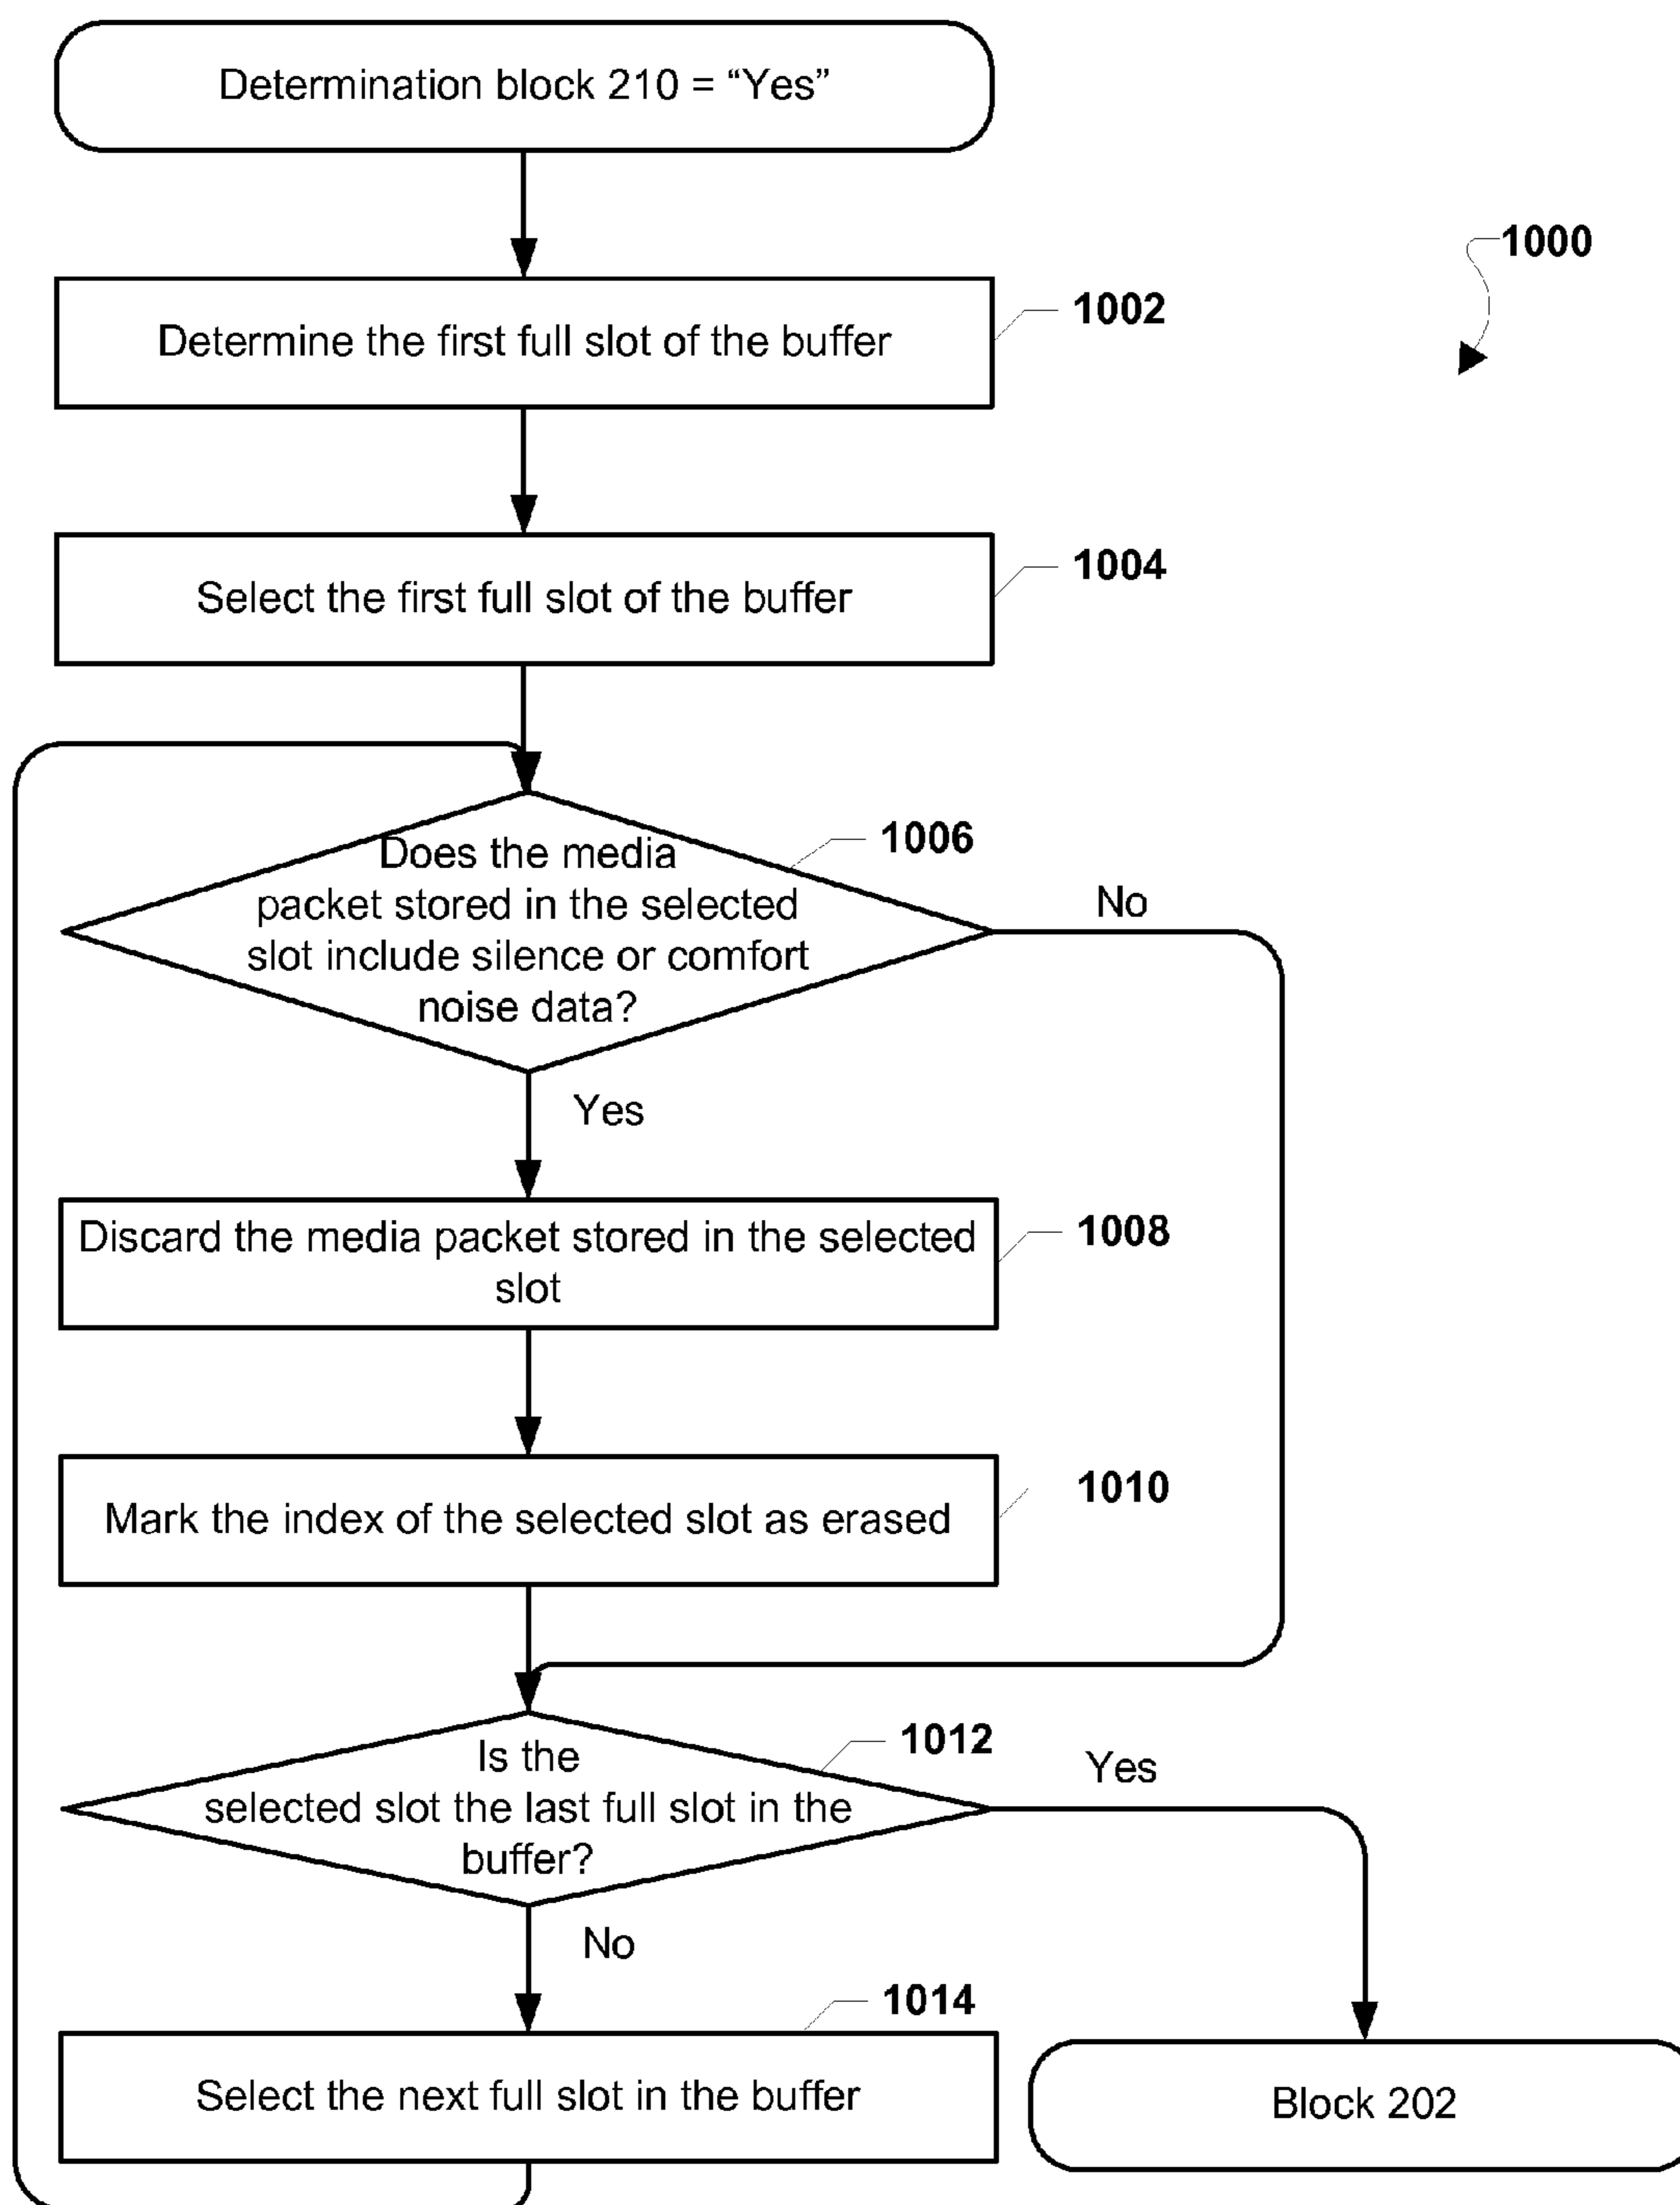 Determination block 210 = “Yes”
1000
Determine the first full slot of the buffer
1002
Select the first full slot of the buffer
1004
Does the media
packet stored in the selected
slot include silence or comfort
noise data?
1006
No
Yes
Discard the media packet stored in the selected
slot
1008
Mark the index of the selected slot as erased
1010
Is the
selected slot the last full slot in the
buffer?
1012
Yes
No
Select the next full slot in the buffer
1014
Block 202